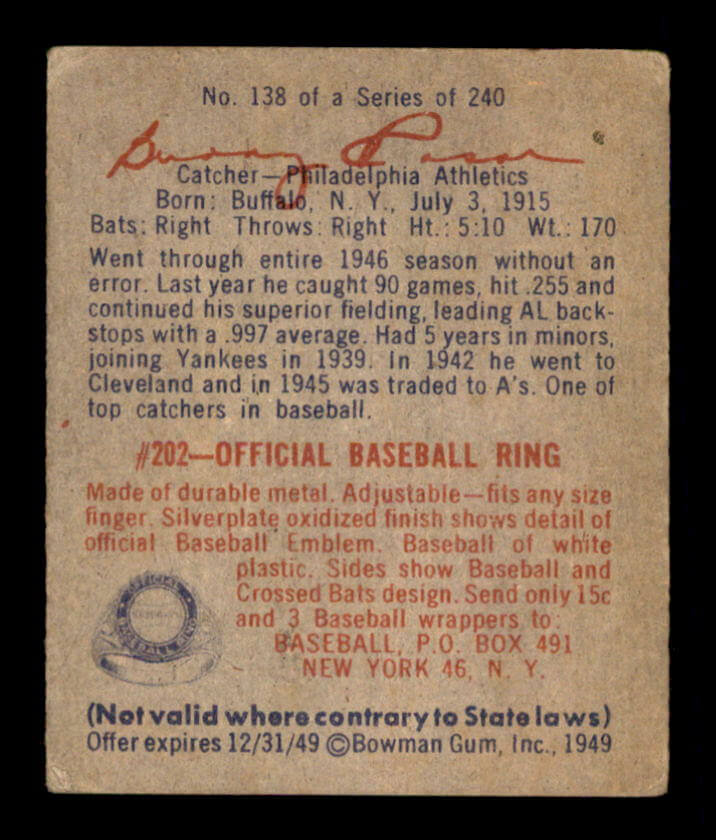 No. 138 of a Series of 240
Buddy Rosar
Catcher—Philadelphia Athletics
Born: Buffalo, N. Y., July 3, 1915
Bats: Right Throws: Right Ht.: 5:10 Wt.: 170
Went through entire 1946 season without an
error. Last year he caught 90 games, hit .255 and
continued his superior fielding, leading AL back-
stops with a .997 average. Had 5 years in minors,
joining Yankees in 1939. In 1942 he went to
Cleveland and in 1945 was traded to A's. One of
top catchers in baseball.
#202—OFFICIAL BASEBALL RING
Made of durable metal. Adjustable—fits any size
finger. Silverplate oxidized finish shows detail of
official Baseball Emblem. Baseball of white
plastic. Sides show Baseball and
Crossed Bats design. Send only 15c
and 3 Baseball wrappers to:
BASEBALL, P.O. BOX 491
NEW YORK 46, N. Y.
OFFICIAL
BASEBALL RING
(Not valid where contrary to State laws)
Offer expires 12/31/49 ©Bowman Gum, Inc., 1949